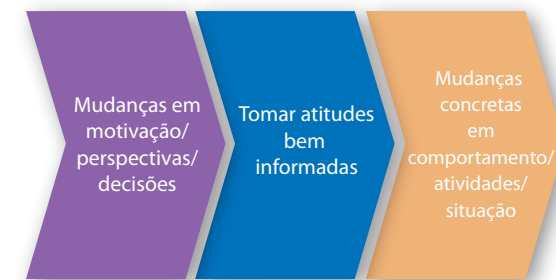 Mudanças em
motivação/
perspectivas/
decisões
Tomar atitudes
bem
informadas
Mudanças
concretas
em
comportamento/
atividades/
situação